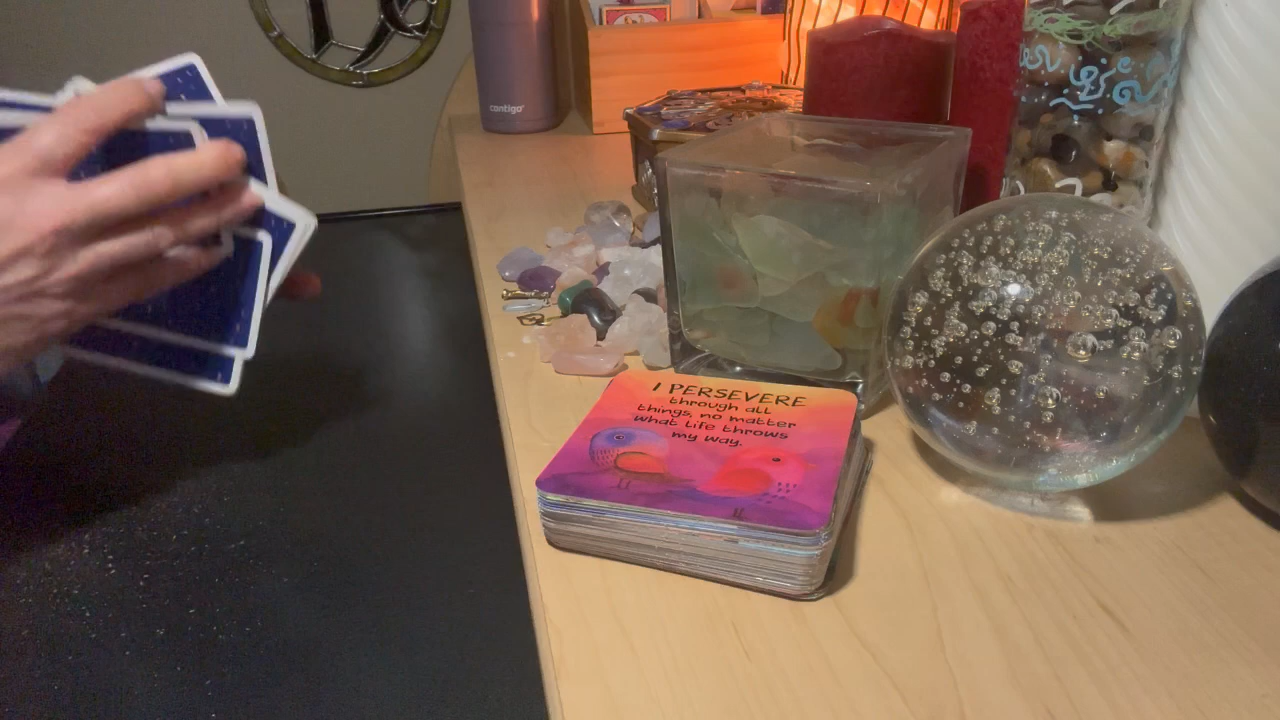 contigo
I PERSEVERE
through all
things, no matter
what life throws
my way.